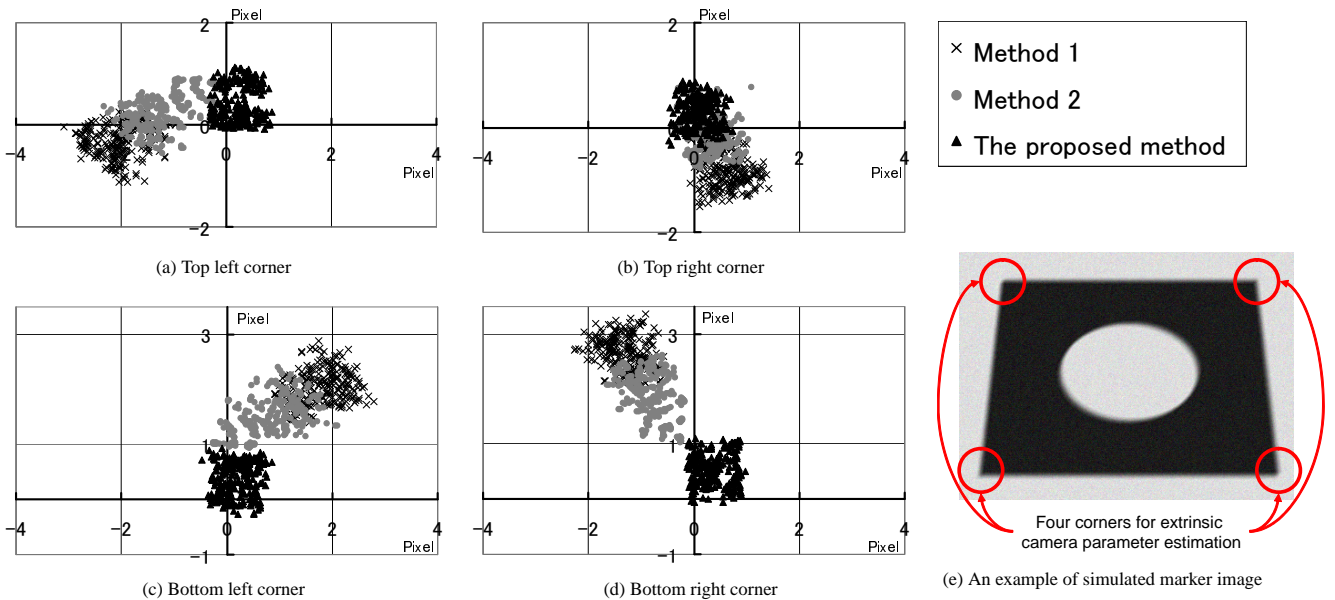 Pixel
2
0
-4
-2
0
2
4
Pixel
-2
(a) Top left corner
Pixel
2
0
-4
-2
0
2
4
Pixel
-2
(b) Top right corner
× Method 1
● Method 2
▲ The proposed method
Pixel
3
1
-4
-2
0
2
4
-1
Pixel
(c) Bottom left corner
Pixel
3
1
-4
-2
0
2
4
-1
Pixel
(d) Bottom right corner
Four corners for extrinsic
camera parameter estimation
(e) An example of simulated marker image